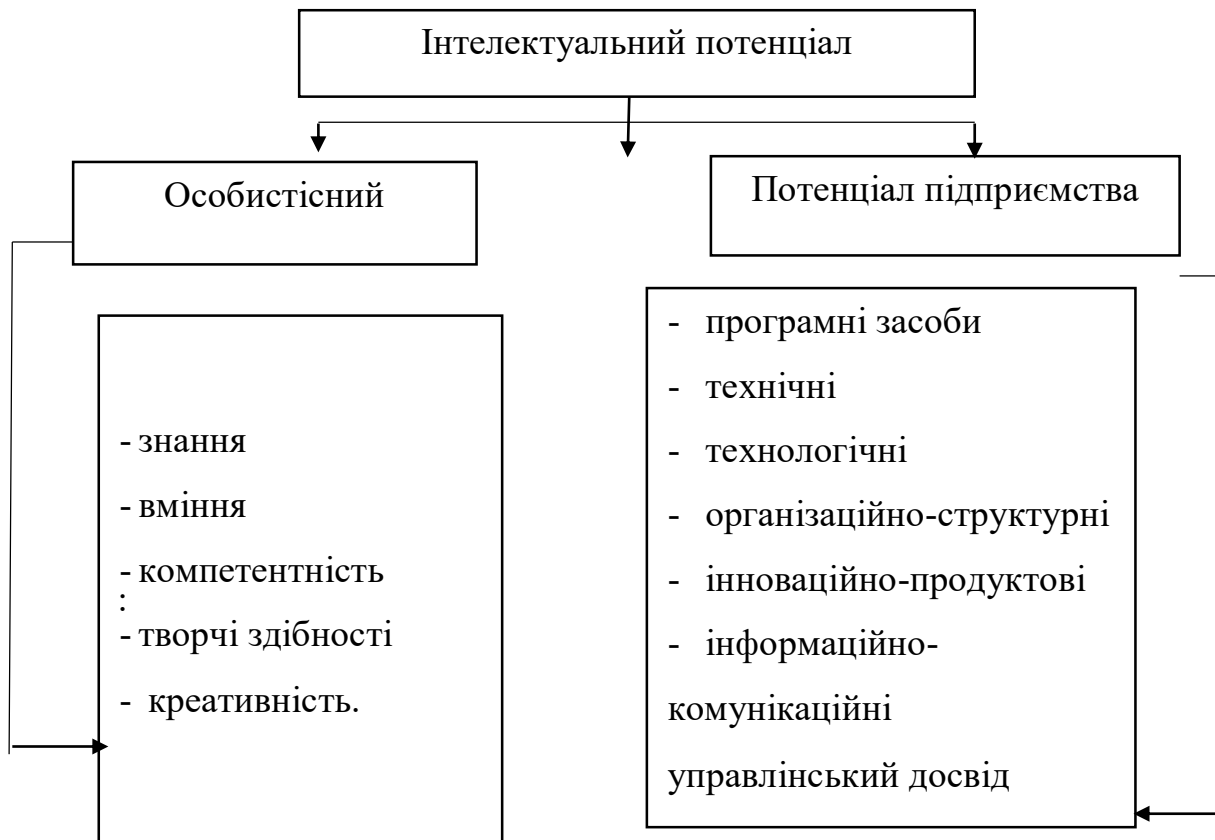 Інтелектуальний потенціал
Особистісний
Потенціал підприємства
- знання
- вміння
- компетентність
:
- творчі здібності
- креативність.
- програмні засоби
- технічні
- технологічні
- організаційно-структурні
- інноваційно-продуктові
- інформаційно-
комунікаційні
управлінський досвід